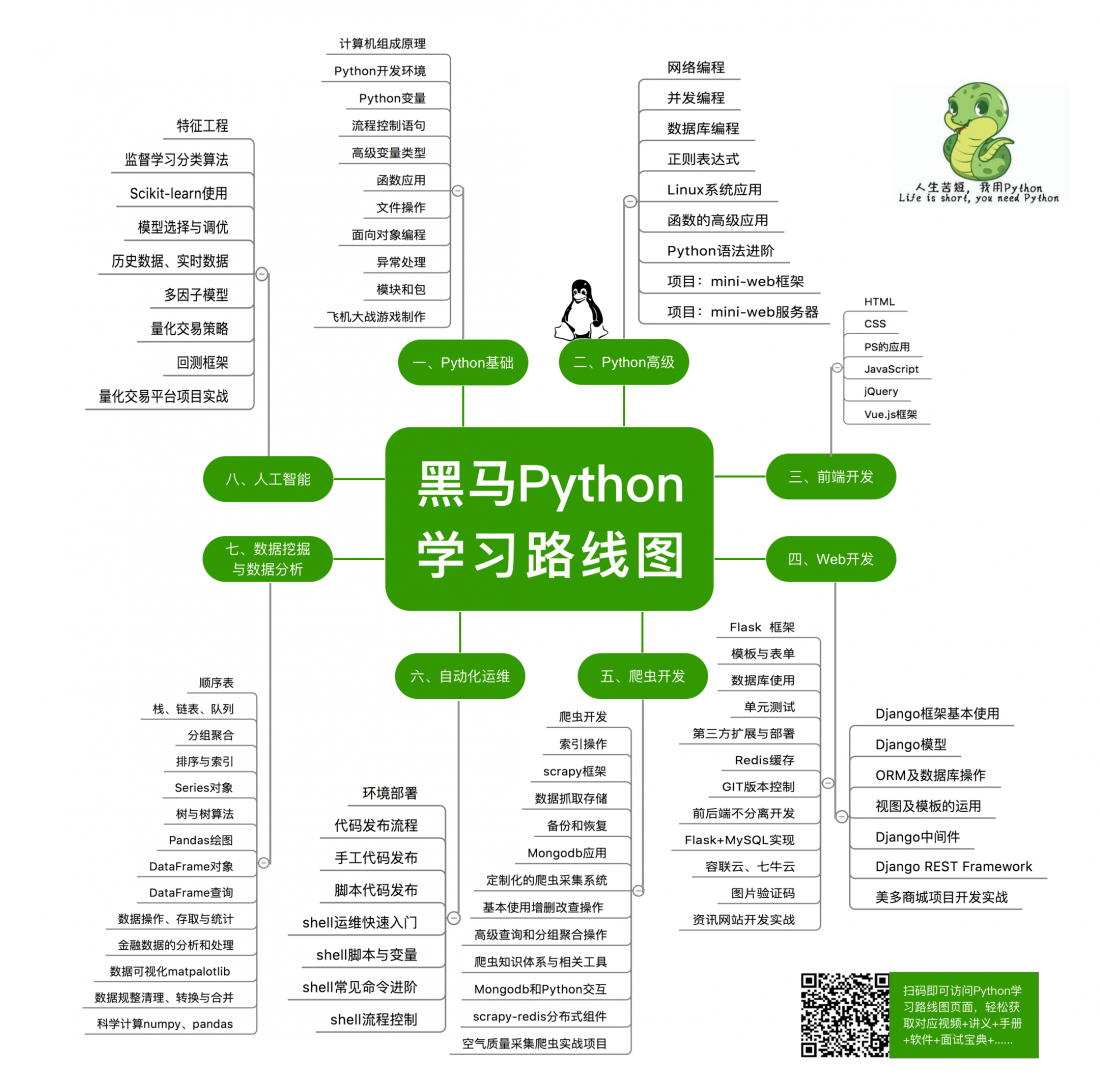 黑马Python
学习路线图
一、Python基础
计算机组成原理
Python开发环境
Python变量
流程控制语句
高级变量类型
函数应用
文件操作
面向对象编程
异常处理
模块和包
飞机大战游戏制作
二、Python高级
网络编程
并发编程
数据库编程
正则表达式
Linux系统应用
函数的高级应用
Python语法进阶
项目：mini-web框架
项目：mini-web服务器
人生苦短，我用Python
Life is short, you need Python
三、前端开发
HTML
CSS
PS的应用
JavaScript
jQuery
Vue.js框架
四、Web开发
Flask 框架
模板与表单
数据库使用
单元测试
第三方扩展与部署
Redis缓存
GIT版本控制
前后端不分离开发
Flask+MySQL实现
容联云、七牛云
图片验证码
资讯网站开发实战
Django框架基本使用
Django模型
ORM及数据库操作
视图及模板的运用
Django中间件
Django REST Framework
美多商城项目开发实战
五、爬虫开发
爬虫开发
索引操作
scrapy框架
数据抓取存储
备份和恢复
Mongodb应用
定制化的爬虫采集系统
基本使用增删改查操作
高级查询和分组聚合操作
爬虫知识体系与相关工具
Mongodb和Python交互
scrapy-redis分布式组件
空气质量采集爬虫实战项目
六、自动化运维
环境部署
代码发布流程
手工代码发布
脚本代码发布
shell运维快速入门
shell脚本与变量
shell常见命令进阶
shell流程控制
七、数据挖掘
与数据分析
顺序表
栈、链表、队列
分组聚合
排序与索引
Series对象
树与树算法
Pandas绘图
DataFrame对象
DataFrame查询
数据操作、存取与统计
金融数据的分析和处理
数据可视化matpalotlib
数据规整清理、转换与合并
科学计算numpy、pandas
八、人工智能
特征工程
监督学习分类算法
Scikit-learn使用
模型选择与调优
历史数据、实时数据
多因子模型
量化交易策略
回测框架
量化交易平台项目实战
扫码即可访问Python学
习路线图页面，轻松获
取对应视频+讲义+手册
+软件+面试宝典+......